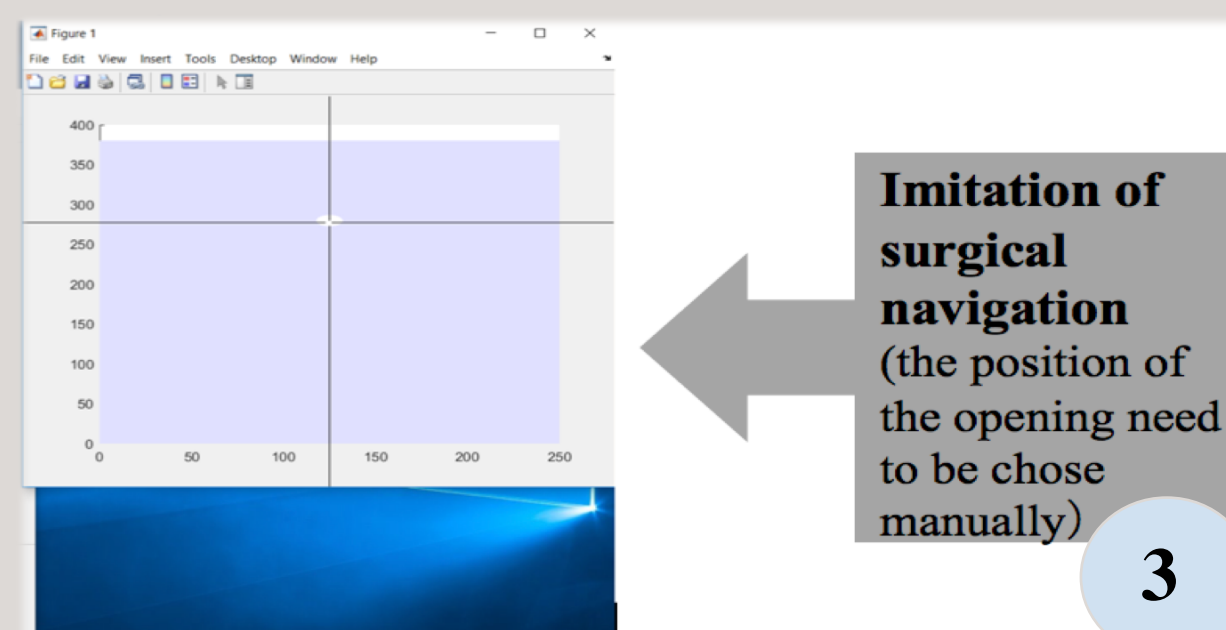 Figure 1
File Edit View Insert Tools Desktop Window Help
400
350
300
250
200
150
100
50
0
0 50 100 150 200 250
Imitation of
surgical
navigation
(the position of
the opening need
to be chose
manually)
3